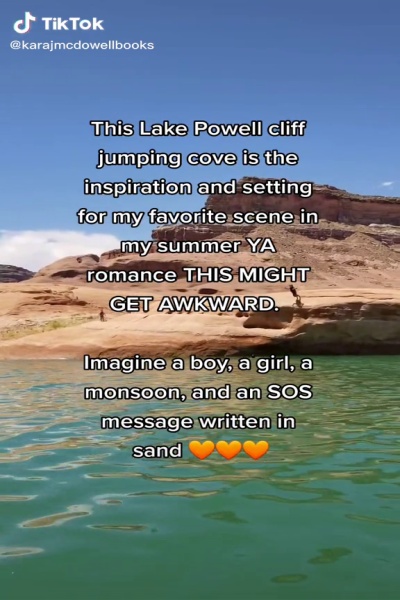 TikTok
@karajmcdowellbooks
This Lake Powell cliff
jumping cove is the
inspiration and setting
for my favorite scene in
my summer YA
romance THIS MIGHT
GET AWKWARD.
Imagine a boy, a girl, a
monsoon, and an SOS
message written in
sand 🧡🧡🧡